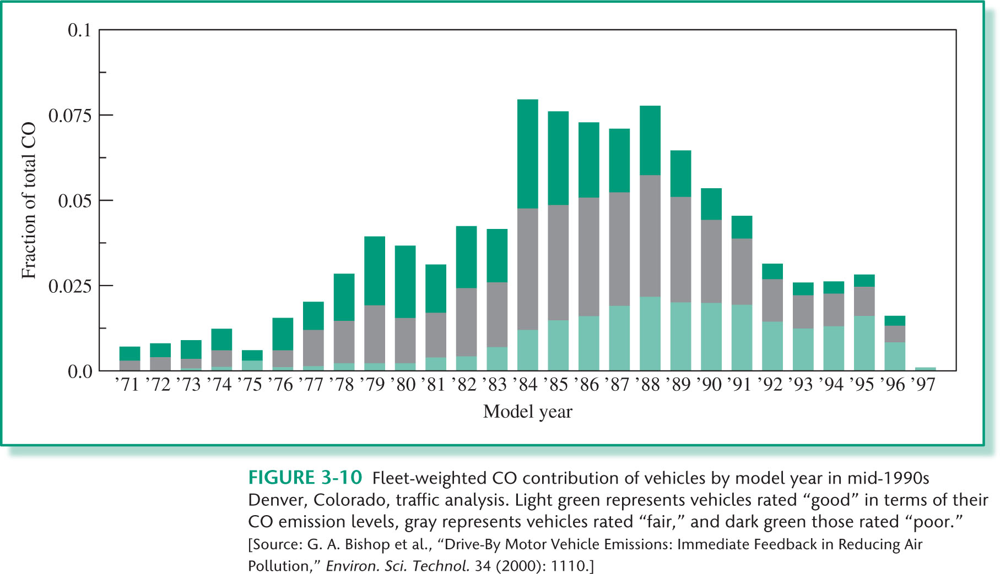 0.1
0.075
0.05
0.025
0.0
Fraction of total CO
’71 ’72 ’73 ’74 ’75 ’76 ’77 ’78 ’79 ’80 ’81 ’82 ’83 ’84 ’85 ’86 ’87 ’88 ’89 ’90 ’91 ’92 ’93 ’94 ’95 ’96 ’97
Model year
FIGURE 3-10 Fleet-weighted CO contribution of vehicles by model year in mid-1990s
Denver, Colorado, traffic analysis. Light green represents vehicles rated “good” in terms of their
CO emission levels, gray represents vehicles rated “fair,” and dark green those rated “poor.”
[Source: G. A. Bishop et al., “Drive-By Motor Vehicle Emissions: Immediate Feedback in Reducing Air
Pollution,” Environ. Sci. Technol. 34 (2000): 1110.]